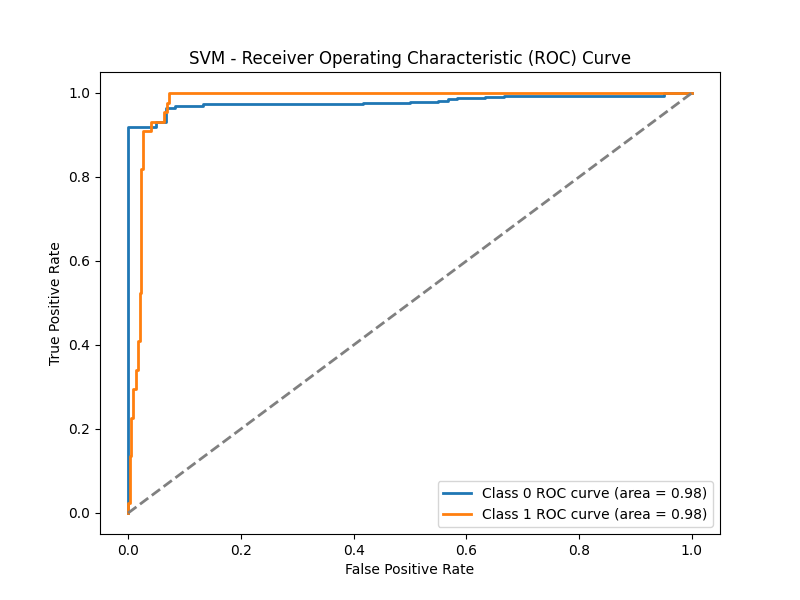 SVM - Receiver Operating Characteristic (ROC) Curve
True Positive Rate
1.0
0.8
0.6
0.4
0.2
0.0
Class 0 ROC curve (area = 0.98)
Class 1 ROC curve (area = 0.98)
0.0 0.2 0.4 0.6 0.8 1.0
False Positive Rate